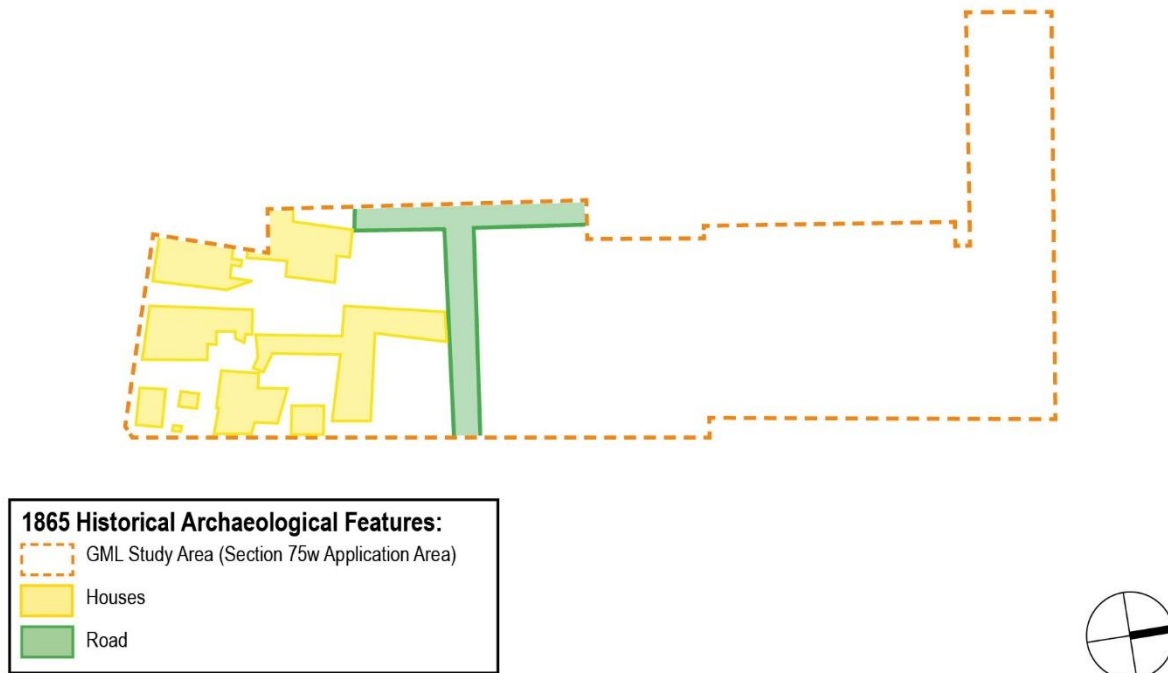 1865 Historical Archaeological Features:
GML Study Area (Section 75w Application Area)
Houses
Road